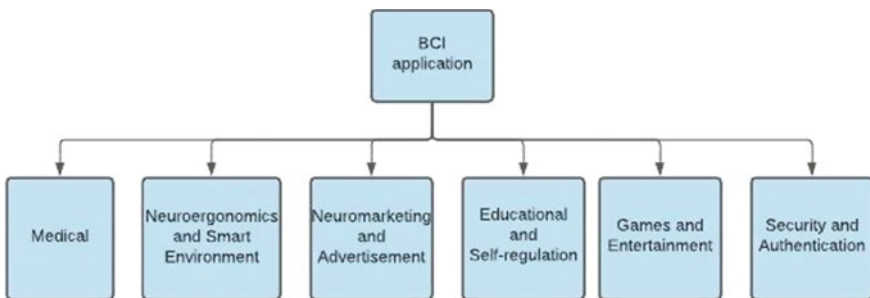 BCI
application
Medical
Neuroergonomics
and Smart
Environment
Neuromarketing
and
Advertisement
Educational
and
Self-regulation
Games and
Entertainment
Security and
Authentication